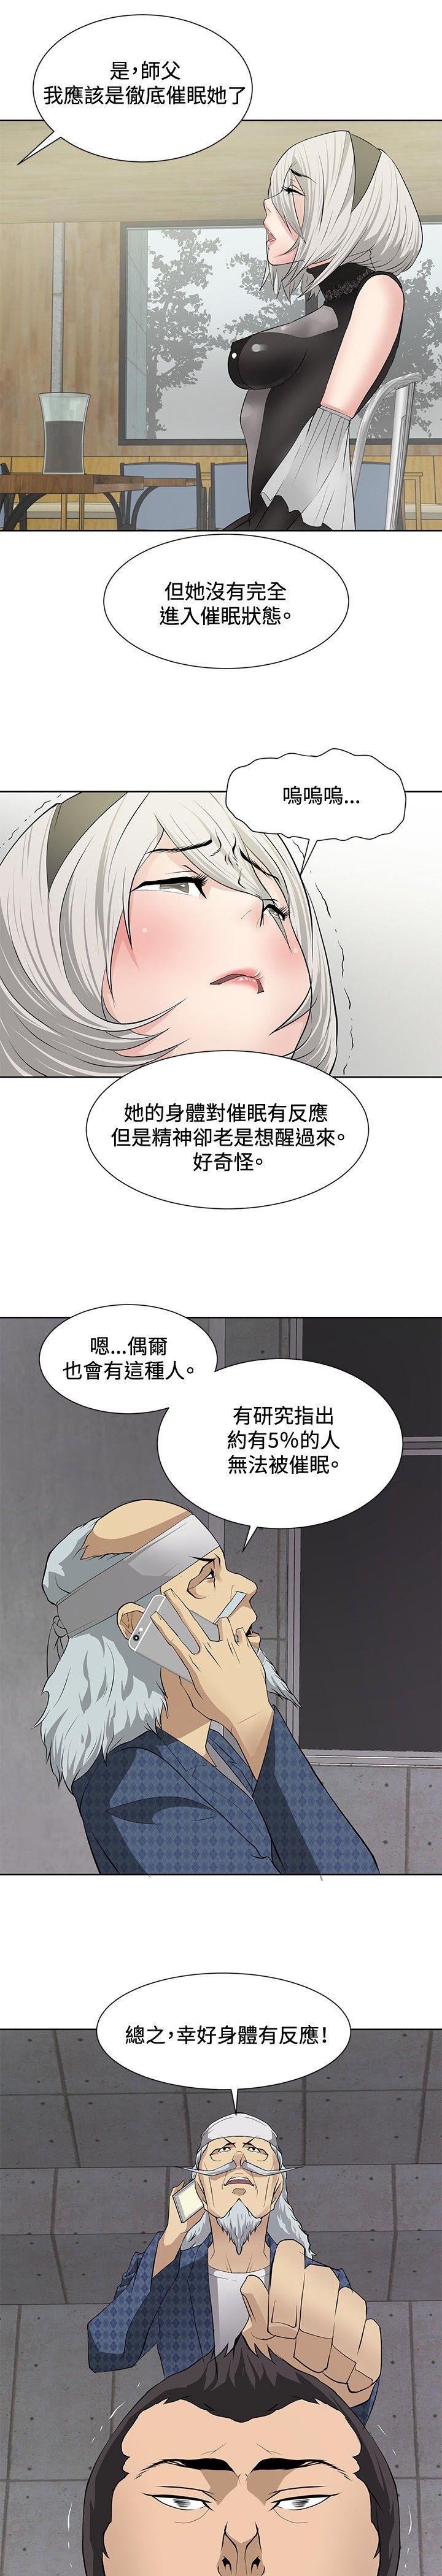 是，師父
我應該是徹底催眠她了
但她沒有完全
進入催眠狀態。
嗚嗚嗚...
她的身體對催眠有反應
但是精神卻老是想醒過來。
好奇怪。
嗯...偶爾
也會有這種人。
有研究指出
約有5%的人
無法被催眠。
總之，幸好身體有反應！